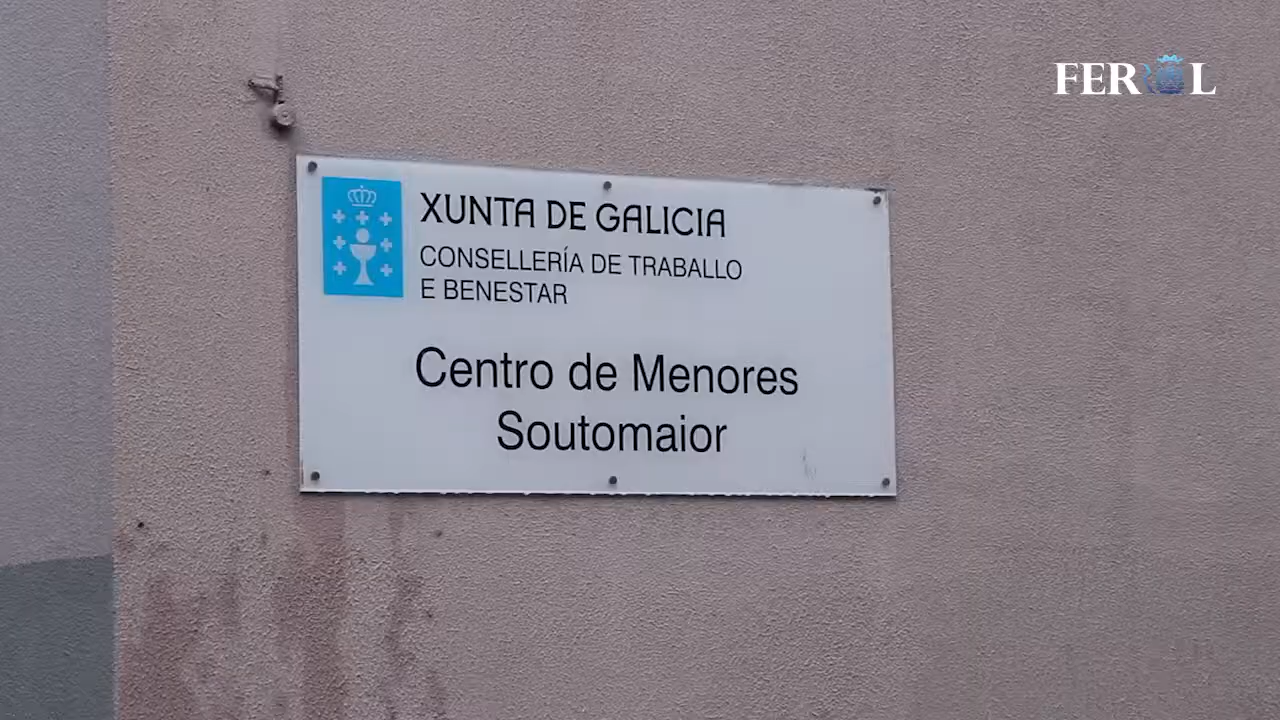 FERROL
XUNTA DE GALICIA
CONSELLERÍA DE TRABALLO
E BENESTAR
Centro de Menores
Soutomaior